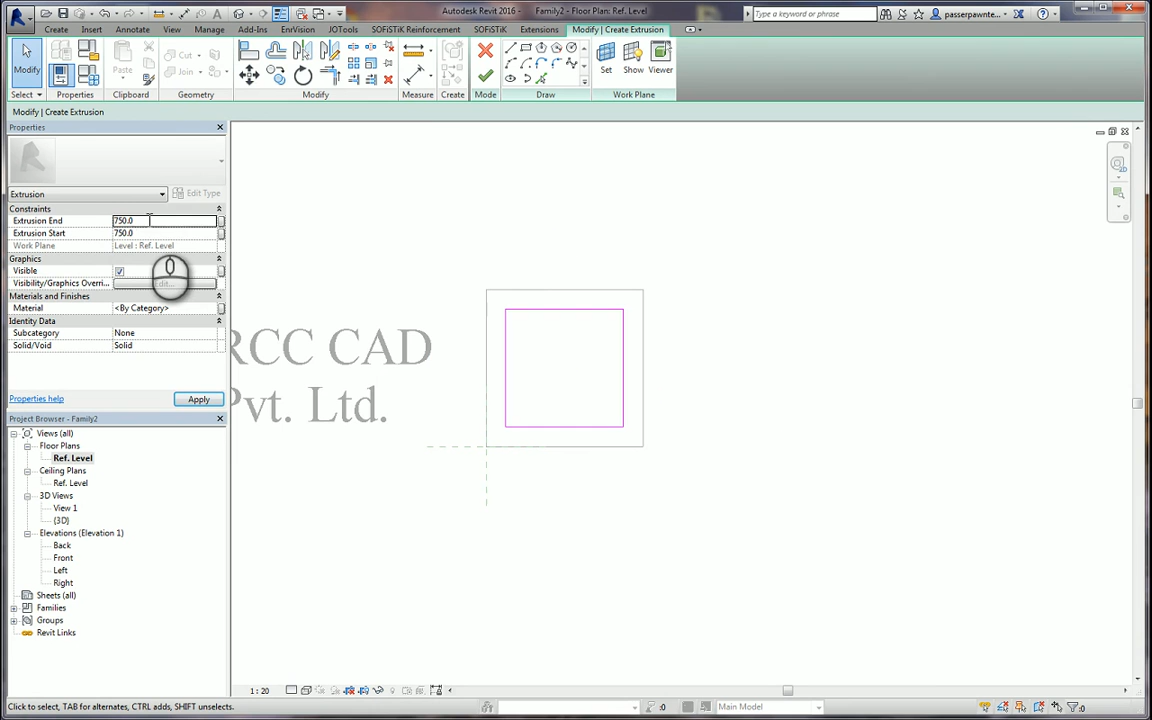 Autodesk Revit 2016 - Family2 - Floor Plan: Ref. Level
Type a keyword or phrase
passerpawnte...
Create Insert Annotate View Manage Add-Ins EnVision JOTools SOFiSTiK Reinforcement SOFiSTiK Extensions Modify | Create Extrusion
Modify Paste Cut Join Set Show Viewer
Select Properties Clipboard Geometry Modify Measure Create Mode Draw Work Plane
Modify | Create Extrusion
Properties
Extrusion Edit Type
Constraints
Extrusion End 750.0
Extrusion Start 750.0
Work Plane Level : Ref. Level
Graphics
Visible
Visibility/Graphics Overri... Edit...
Materials and Finishes
Material <By Category>
Identity Data
Subcategory None
Solid/Void Solid
Properties help Apply
RCC CAD
Pvt. Ltd.
Project Browser - Family2
Views (all)
Floor Plans
Ref. Level
Ceiling Plans
Ref. Level
3D Views
View 1
{3D}
Elevations (Elevation 1)
Back
Front
Left
Right
Sheets (all)
Families
Groups
Revit Links
1 : 20
Click to select, TAB for alternates, CTRL adds, SHIFT unselects.
:0 Main Model :0